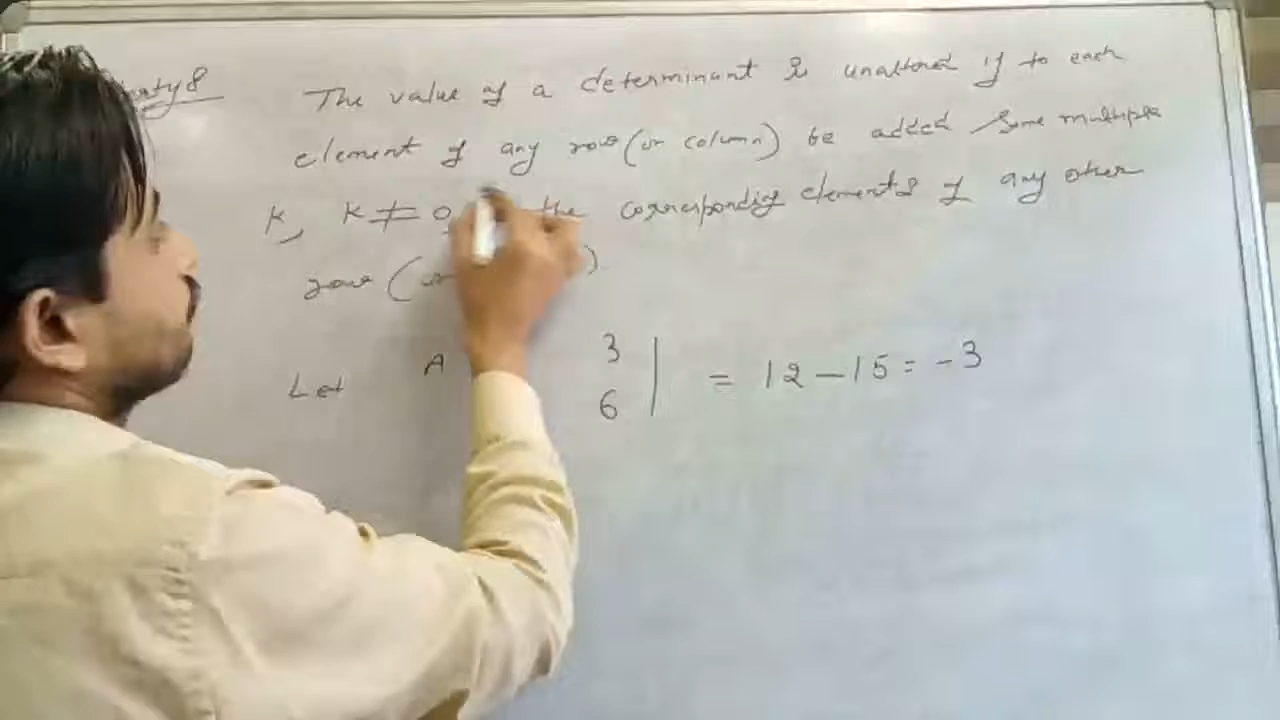 The value of a determinant is unaltered if to each
element of any row (or column) be added some multiple
K, K ≠ 0 the corresponding elements of any other
row (or )
Let A 3
6 | = 12 – 15 = -3